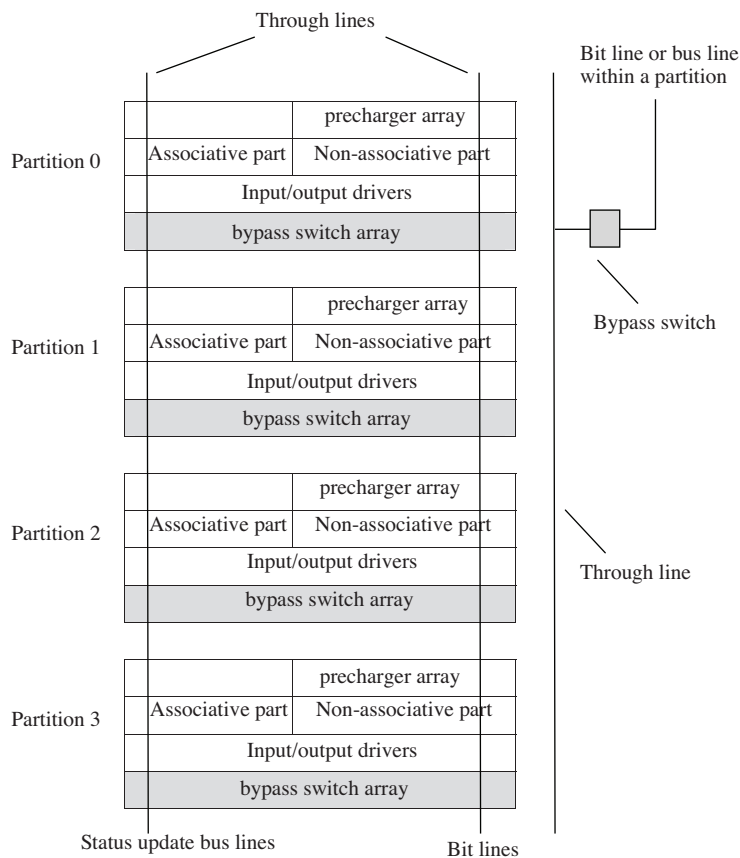 Through lines
Bit line or bus line
within a partition
precharger array
Partition 0
Associative part
Non-associative part
Input/output drivers
bypass switch array
Bypass switch
precharger array
Partition 1
Associative part
Non-associative part
Input/output drivers
bypass switch array
precharger array
Partition 2
Associative part
Non-associative part
Input/output drivers
bypass switch array
Through line
precharger array
Partition 3
Associative part
Non-associative part
Input/output drivers
bypass switch array
Status update bus lines
Bit lines